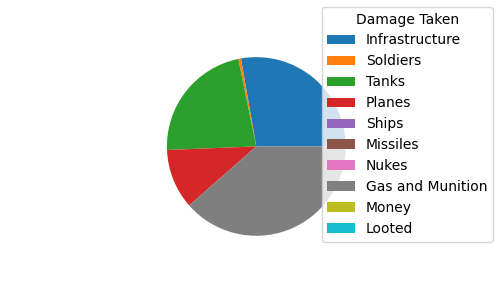 Damage Taken
Infrastructure
Soldiers
Tanks
Planes
Ships
Missiles
Nukes
Gas and Munition
Money
Looted